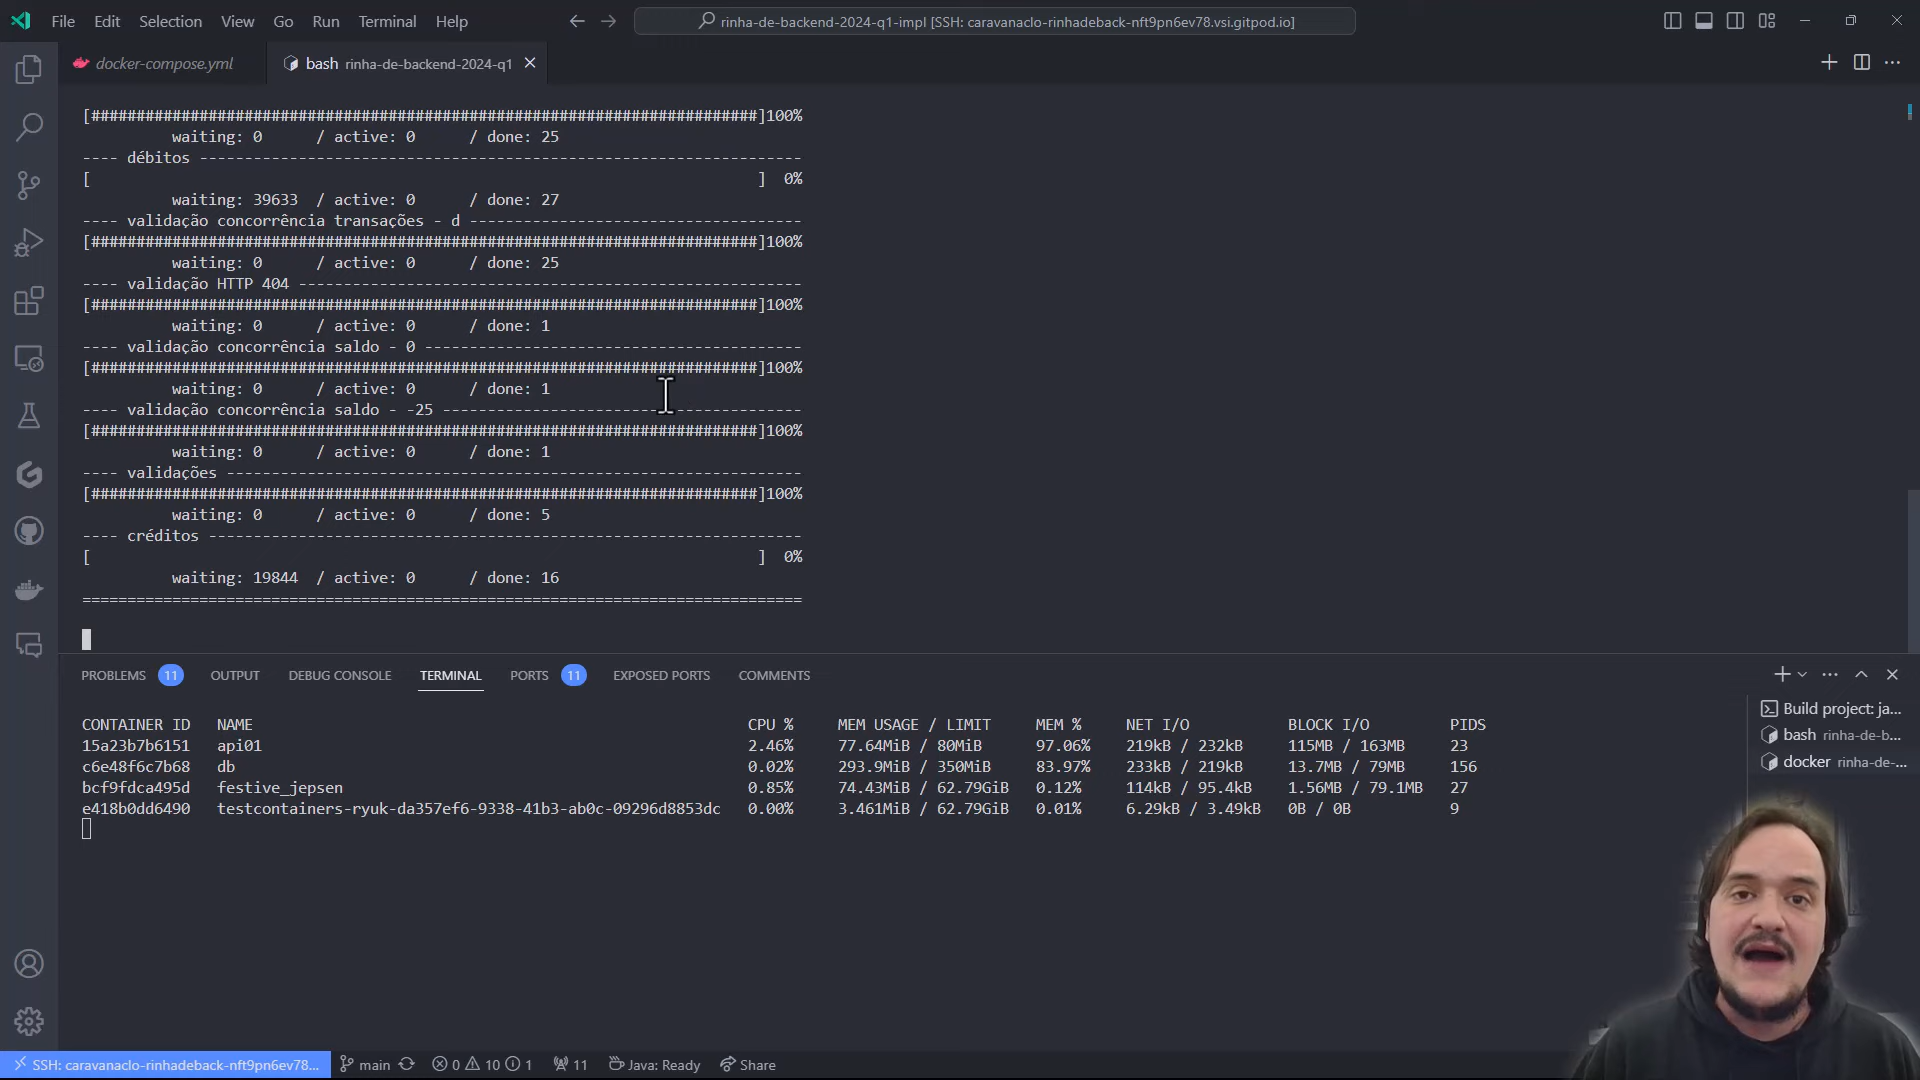 File Edit Selection View Go Run Terminal Help
rinha-de-backend-2024-q1-impl [SSH: caravanaclo-rinhadeback-nft9pn6ev78.vsi.gitpod.io]
docker-compose.yml
bash rinha-de-backend-2024-q1
[##########################################################################]100%
waiting: 0 / active: 0 / done: 25
---- débitos -------------------------------------------------------------------
[ ] 0%
waiting: 39633 / active: 0 / done: 27
---- validação concorrência transações - d -------------------------------------
[##########################################################################]100%
waiting: 0 / active: 0 / done: 25
---- validação HTTP 404 --------------------------------------------------------
[##########################################################################]100%
waiting: 0 / active: 0 / done: 1
---- validação concorrência saldo - 0 ------------------------------------------
[##########################################################################]100%
waiting: 0 / active: 0 / done: 1
---- validação concorrência saldo - -25 ----------------------------------------
[##########################################################################]100%
waiting: 0 / active: 0 / done: 1
---- validações ----------------------------------------------------------------
[##########################################################################]100%
waiting: 0 / active: 0 / done: 5
---- créditos ------------------------------------------------------------------
[ ] 0%
waiting: 19844 / active: 0 / done: 16
================================================================================
PROBLEMS 11 OUTPUT DEBUG CONSOLE TERMINAL PORTS 11 EXPOSED PORTS COMMENTS
CONTAINER ID NAME CPU % MEM USAGE / LIMIT MEM % NET I/O BLOCK I/O PIDS
15a23b7b6151 api01 2.46% 77.64MiB / 80MiB 97.06% 219kB / 232kB 115MB / 163MB 23
c6e48f6c7b68 db 0.02% 293.9MiB / 350MiB 83.97% 233kB / 219kB 13.7MB / 79MB 156
bcf9fdca495d festive_jepsen 0.85% 74.43MiB / 62.79GiB 0.12% 114kB / 95.4kB 1.56MB / 79.1MB 27
e418b0dd6490 testcontainers-ryuk-da357ef6-9338-41b3-ab0c-09296d8853dc 0.00% 3.461MiB / 62.79GiB 0.01% 6.29kB / 3.49kB 0B / 0B 9
Build project: ja...
bash rinha-de-b...
docker rinha-de-...
SSH: caravanaclo-rinhadeback-nft9pn6ev78... main 0 10 1 11 Java: Ready Share